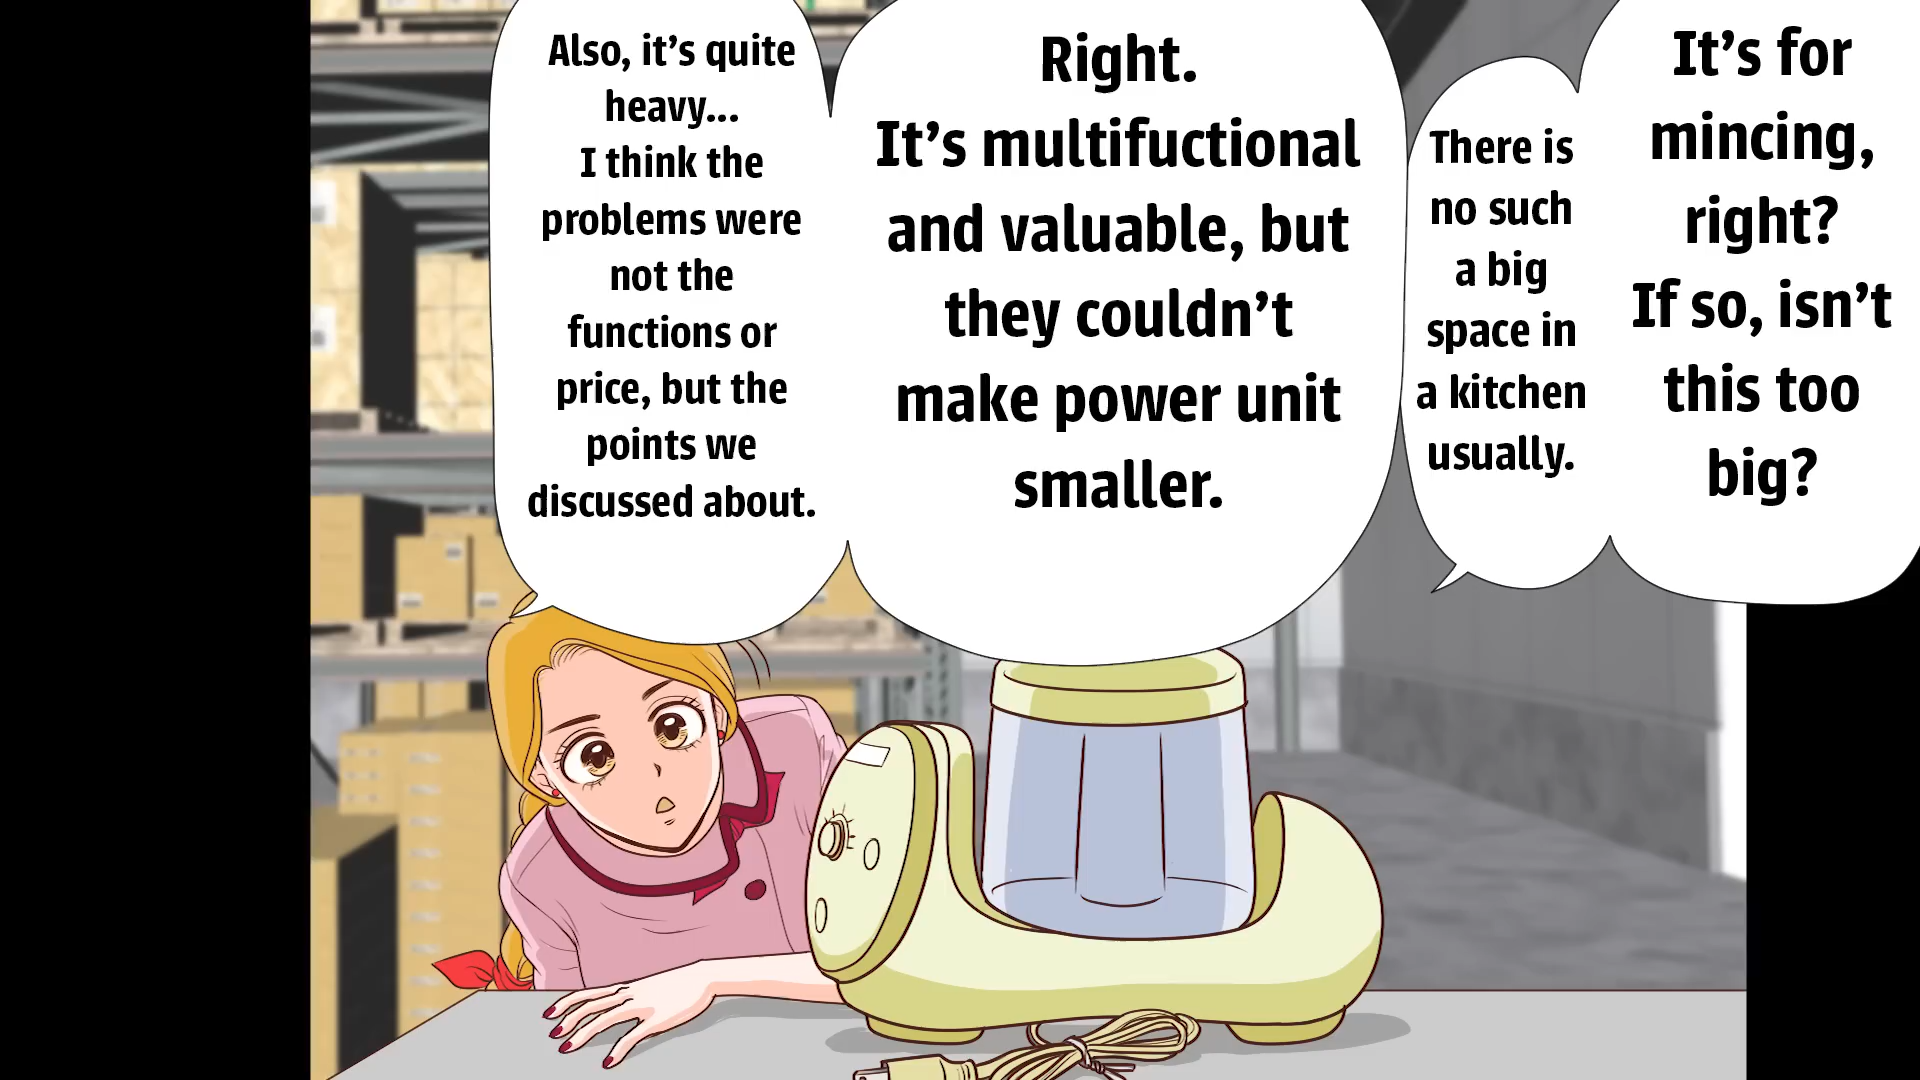 It's for
mincing,
right?
If so, isn't
this too
big?
There is
no such
a big
space in
a kitchen
usually.
Right.
It's multifuctional
and valuable, but
they couldn't
make power unit
smaller.
Also, it's quite
heavy...
I think the
problems were
not the
functions or
price, but the
points we
discussed about.